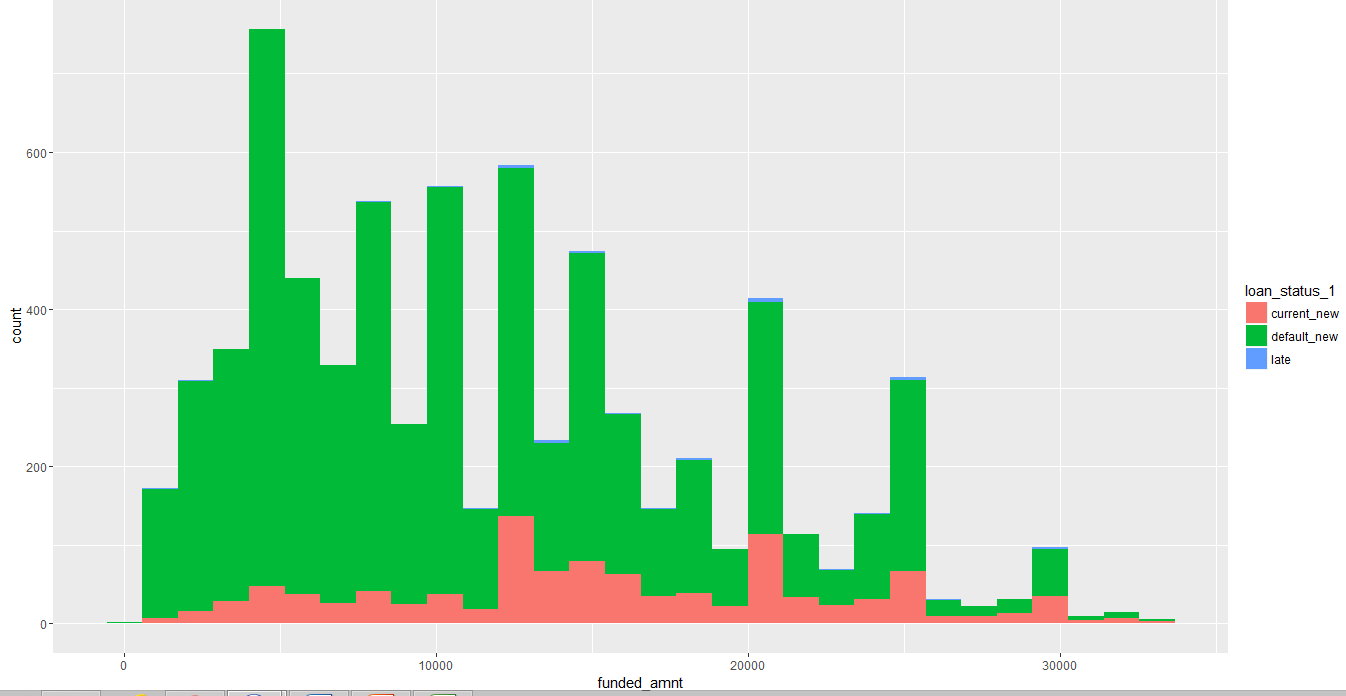 600
400
200
0
count
0 10000 20000 30000
funded_amnt
loan_status_1
current_new
default_new
late